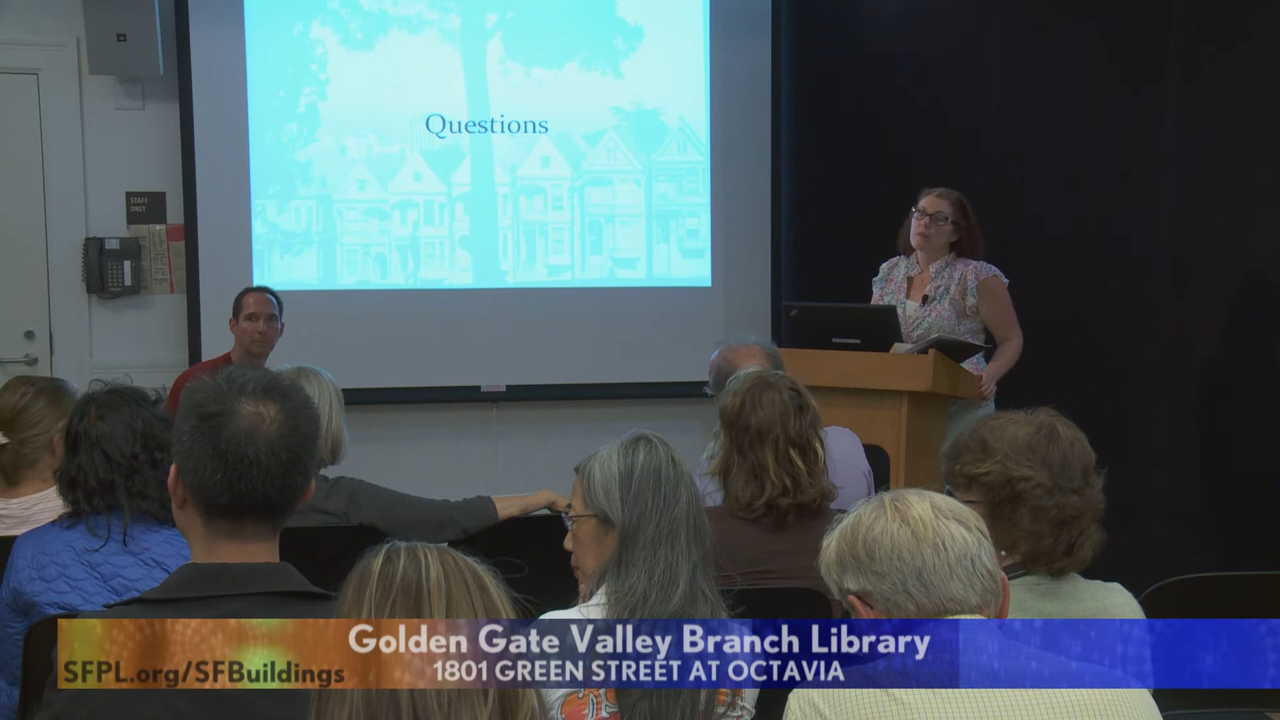 Questions
STAFF
ONLY
Golden Gate Valley Branch Library
SFPL.org/SFBuildings
1801 GREEN STREET AT OCTAVIA